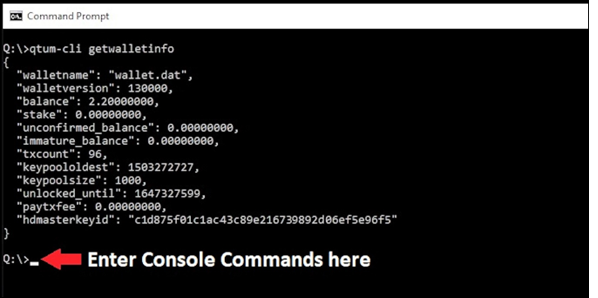 Command Prompt
Q:\>qtum-cli getwalletinfo
{
  "walletname": "wallet.dat",
  "walletversion": 130000,
  "balance": 2.20000000,
  "stake": 0.00000000,
  "unconfirmed_balance": 0.00000000,
  "immature_balance": 0.00000000,
  "txcount": 96,
  "keypoololdest": 1503272727,
  "keypoolsize": 1000,
  "unlocked_until": 1647327599,
  "paytxfee": 0.00000000,
  "hdmasterkeyid": "c1d875f01c1ac43c89e216739892d06ef5e96f5"
}
Q:\>_ Enter Console Commands here